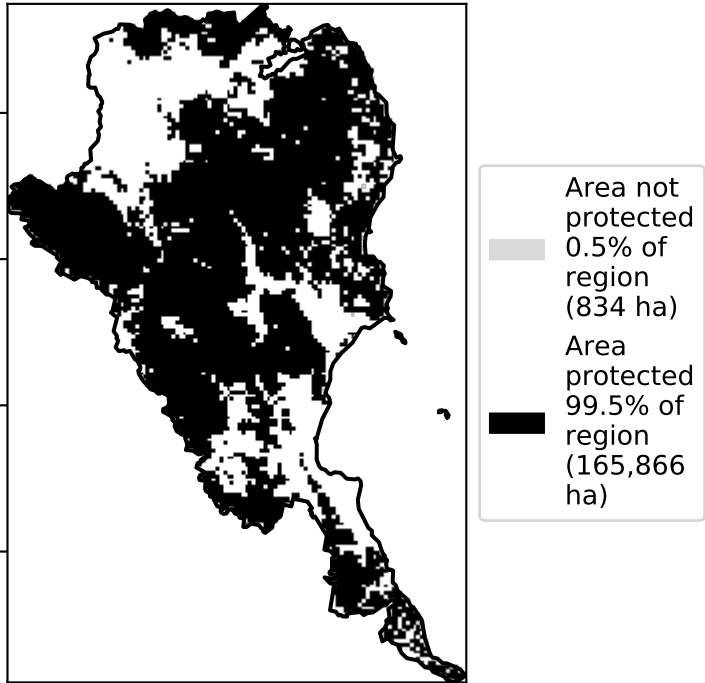 Area not
protected
0.5% of
region
(834 ha)
Area
protected
99.5% of
region
(165,866
ha)